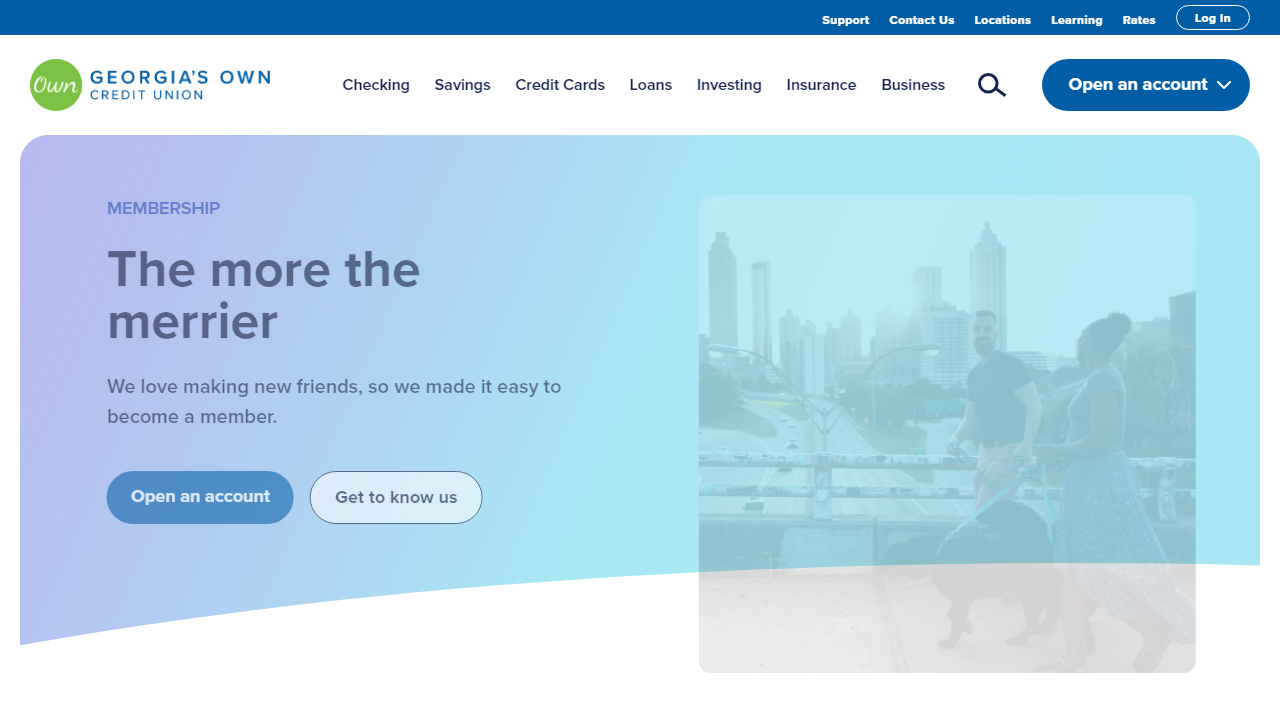 Support Contact Us Locations Learning Rates Log In
Own GEORGIA'S OWN
CREDIT UNION
Checking Savings Credit Cards Loans Investing Insurance Business
Open an account
MEMBERSHIP
The more the
merrier
We love making new friends, so we made it easy to
become a member.
Open an account Get to know us